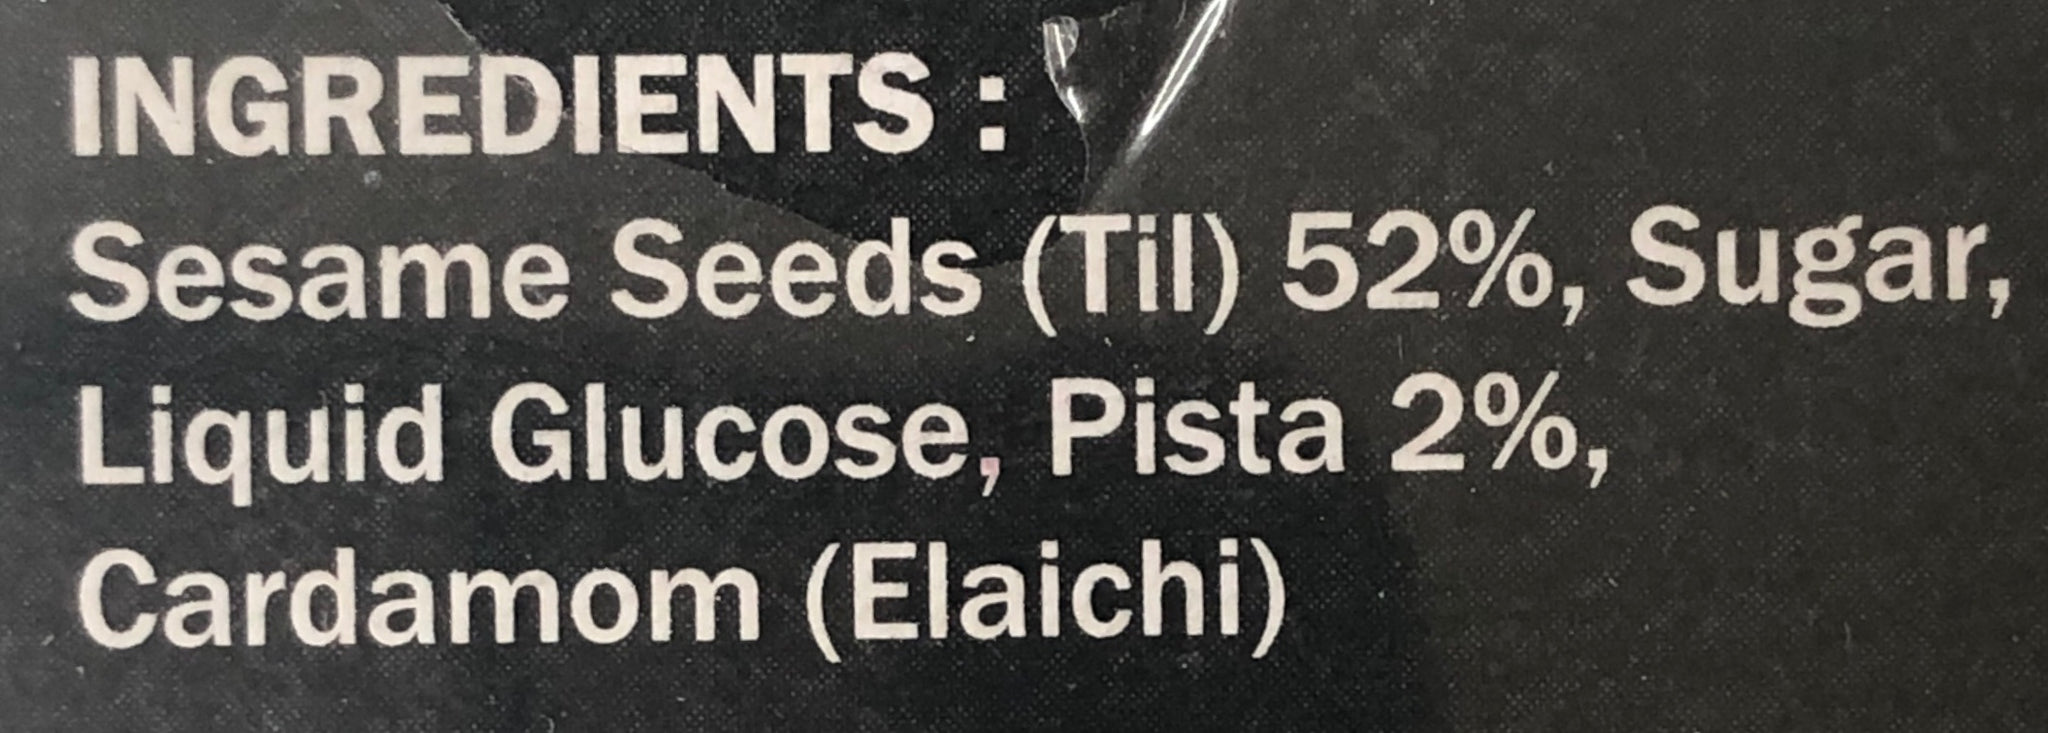 INGREDIENTS :
Sesame Seeds (Til) 52%, Sugar,
Liquid Glucose, Pista 2%,
Cardamom (Elaichi)